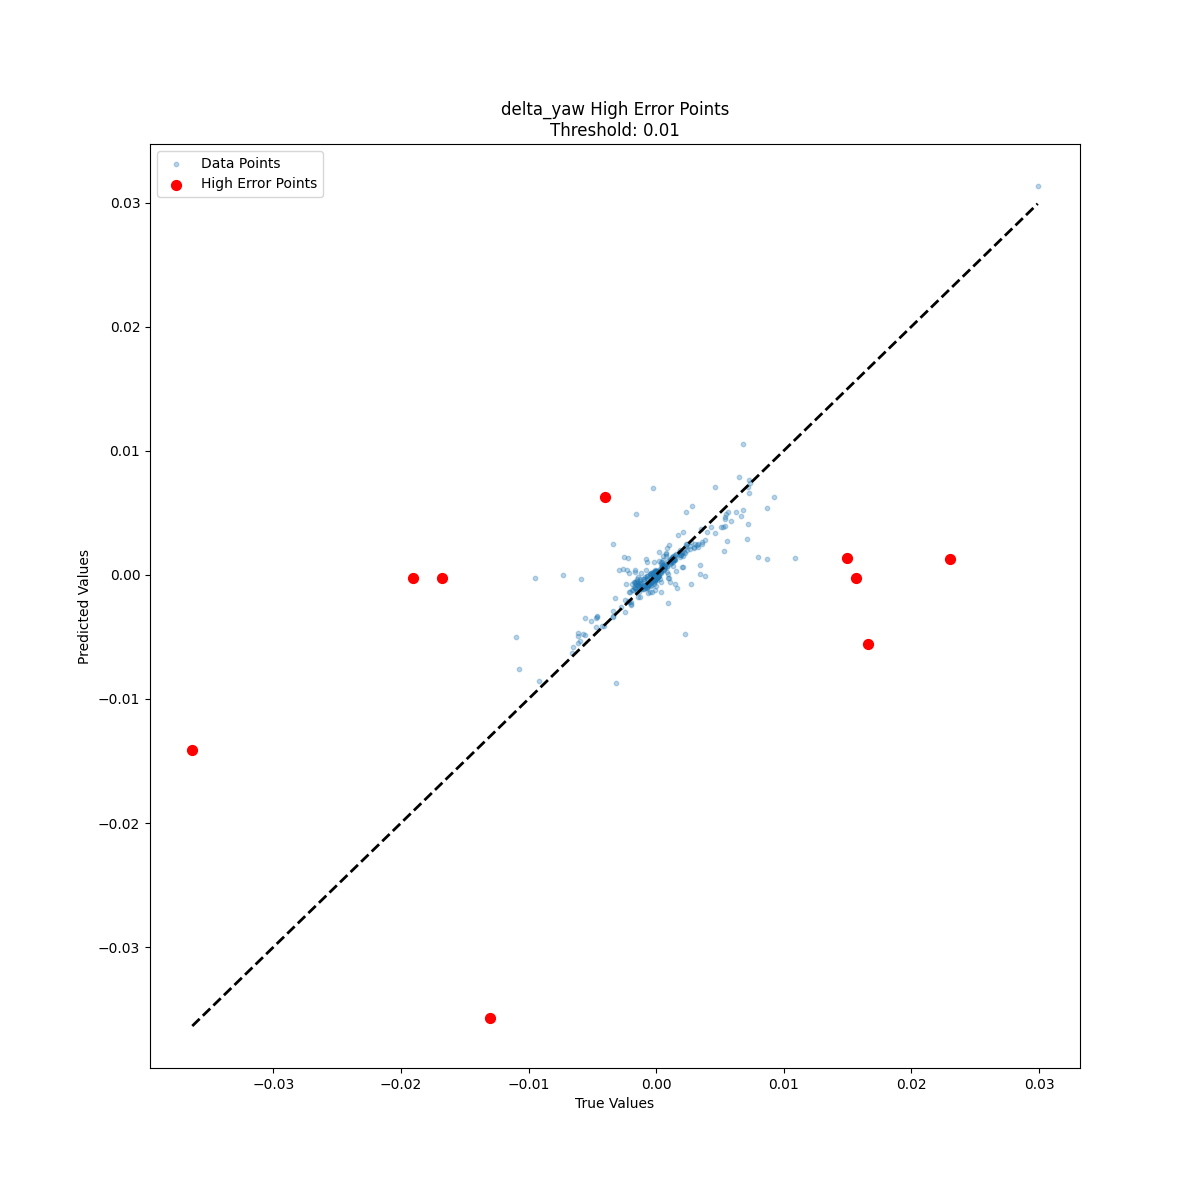 delta_yaw High Error Points
Threshold: 0.01
Data Points
High Error Points
0.03
0.02
0.01
0.00
−0.01
−0.02
−0.03
Predicted Values
−0.03
−0.02
−0.01
0.00
0.01
0.02
0.03
True Values